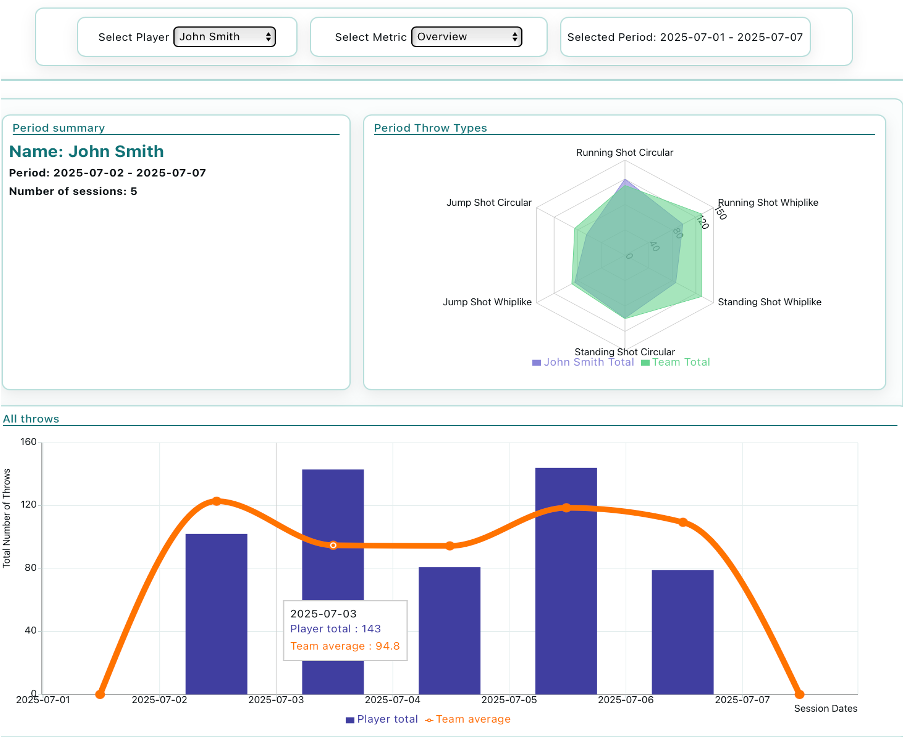 Select Player John Smith
Select Metric Overview
Selected Period: 2025-07-01 - 2025-07-07
Period summary
Name: John Smith
Period: 2025-07-02 - 2025-07-07
Number of sessions: 5
Period Throw Types
Running Shot Circular
Jump Shot Circular
Running Shot Whiplike
150
120
80
40
0
Jump Shot Whiplike
Standing Shot Whiplike
Standing Shot Circular
John Smith Total
Team Total
All throws
Total Number of Throws
160
120
80
40
0
2025-07-03
Player total : 143
Team average : 94.8
2025-07-01
2025-07-02
2025-07-03
2025-07-04
2025-07-05
2025-07-06
2025-07-07
Session Dates
Player total
Team average